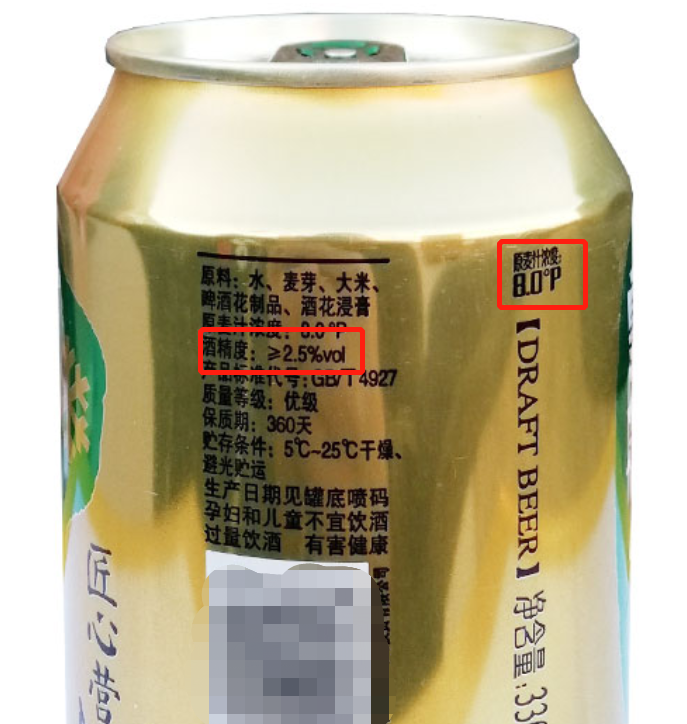 原料：水、麦芽、大米、
啤酒花制品、酒花浸膏
原麦汁浓度：8.0 °P
酒精度：≥2.5%vol
产品标准代号：GB/T 4927
质量等级：优级
保质期：360天
贮存条件：5℃~25℃干燥、
避光贮运
生产日期见罐底喷码
孕妇和儿童不宜饮酒
过量饮酒 有害健康
原麦汁浓度:
8.0°P
【DRAFT BEER】
净含量:33
匠心营